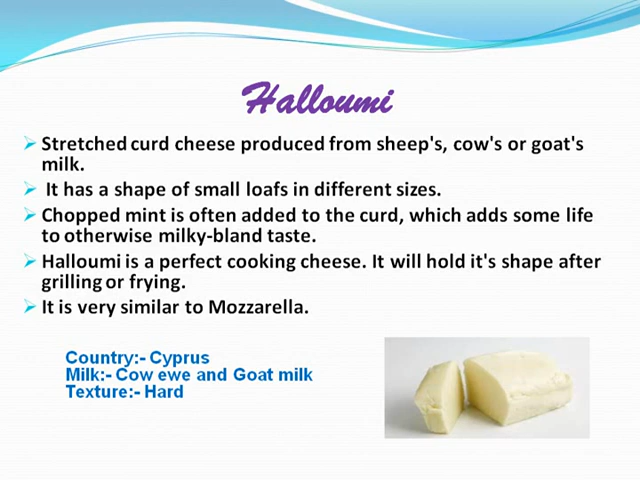 Halloumi
Stretched curd cheese produced from sheep's, cow's or goat's
milk.
It has a shape of small loafs in different sizes.
Chopped mint is often added to the curd, which adds some life
to otherwise milky-bland taste.
Halloumi is a perfect cooking cheese. It will hold it's shape after
grilling or frying.
It is very similar to Mozzarella.
Country:- Cyprus
Milk:- Cow ewe and Goat milk
Texture:- Hard